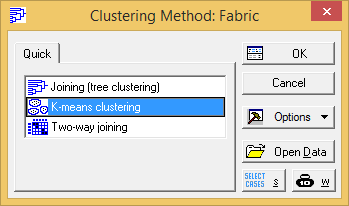 Clustering Method: Fabric
Quick
OK
Joining (tree clustering)
Cancel
K-means clustering
Options
Two-way joining
Open Data
SELECT CASES S
W